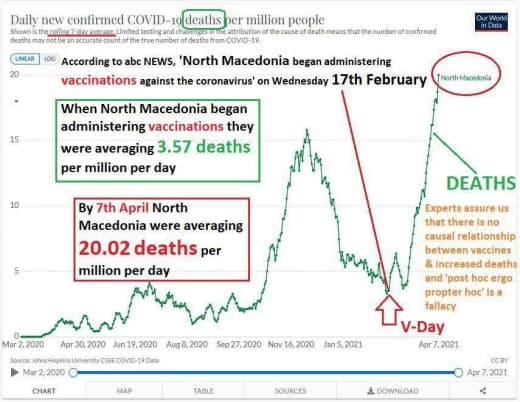 Daily new confirmed COVID-19 deaths per million people
Shown is the rolling 7-day average. Limited testing and challenges in the attribution of the cause of death means that the number of confirmed
deaths may not be an accurate count of the true number of deaths from COVID-19.
Our World
in Data
LINEAR LOG
According to abc NEWS, 'North Macedonia began administering
vaccinations against the coronavirus' on Wednesday 17th February
North Macedonia
20
When North Macedonia began
administering vaccinations they
were averaging 3.57 deaths
per million per day
15
DEATHS
10
By 7th April North
Macedonia were averaging
20.02 deaths per
million per day
Experts assure us
that there is no
causal relationship
between vaccines
& increased deaths
and 'post hoc ergo
propter hoc' is a
fallacy
5
V-Day
0
Mar 2, 2020 Apr 30, 2020 Jun 19, 2020 Aug 8, 2020 Sep 27, 2020 Nov 16, 2020 Jan 5, 2021 Apr 7, 2021
Source: Johns Hopkins University CSSE COVID-19 Data
CC BY
Mar 2, 2020 Apr 7, 2021
CHART MAP TABLE SOURCES DOWNLOAD